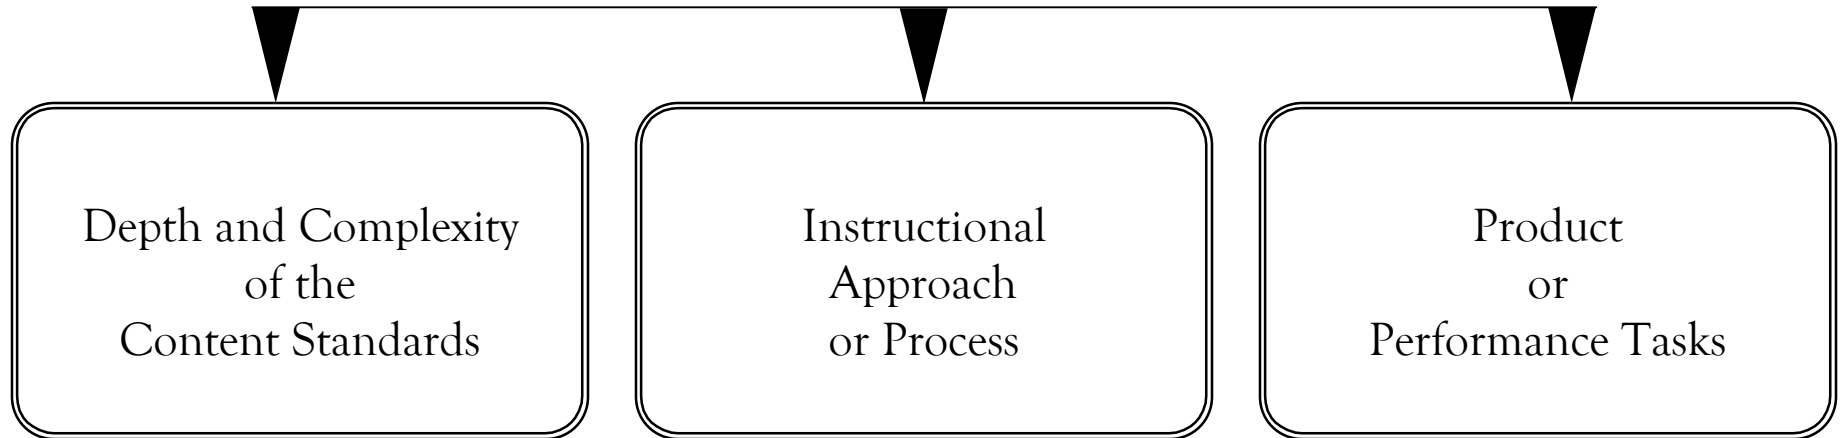 Depth and Complexity
of the
Content Standards
Instructional
Approach
or Process
Product
or
Performance Tasks